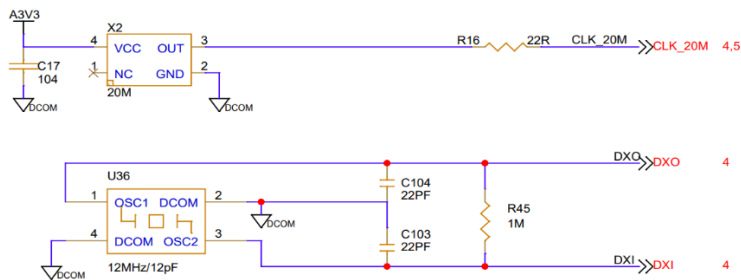 A3V3
X2
4 VCC OUT 3
R16 22R CLK_20M CLK_20M 4,5
C17
104
1 NC GND 2
20M
DCOM
DCOM
DXO DXO 4
U36
1 OSC1 DCOM 2
C104
22PF
R45
1M
DCOM
4 DCOM OSC2 3
C103
22PF
DCOM
12MHz/12pF
DXI DXI 4